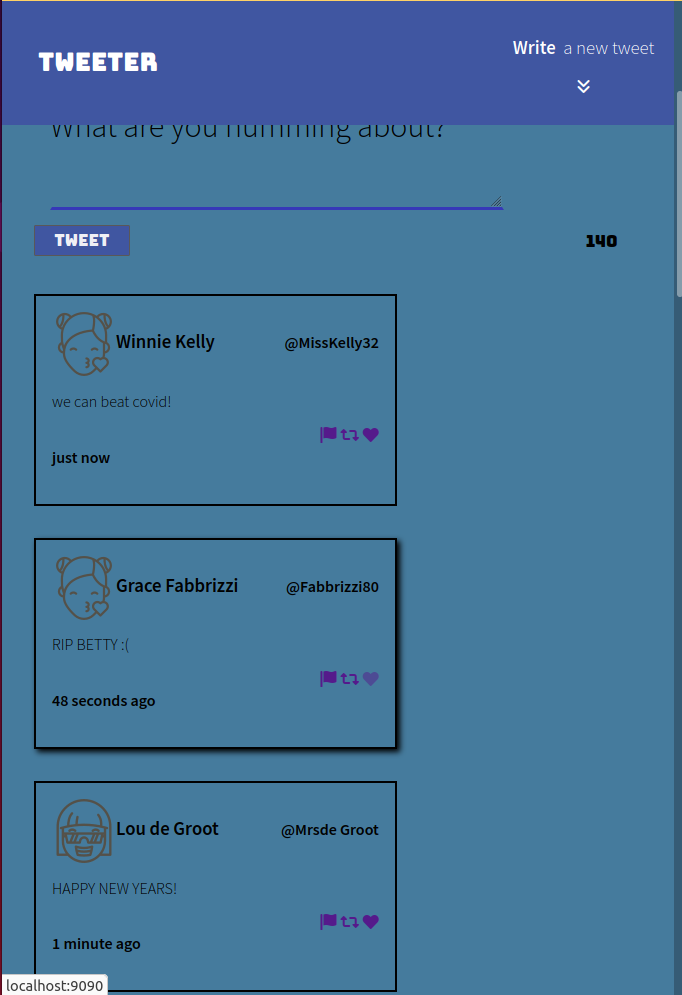 TWEETER
Write a new tweet
What are you humming about?
TWEET
140
Winnie Kelly @MissKelly32
we can beat covid!
just now
Grace Fabbrizzi @Fabbrizzi80
RIP BETTY :(
48 seconds ago
Lou de Groot @Mrsde Groot
HAPPY NEW YEARS!
1 minute ago
localhost:9090